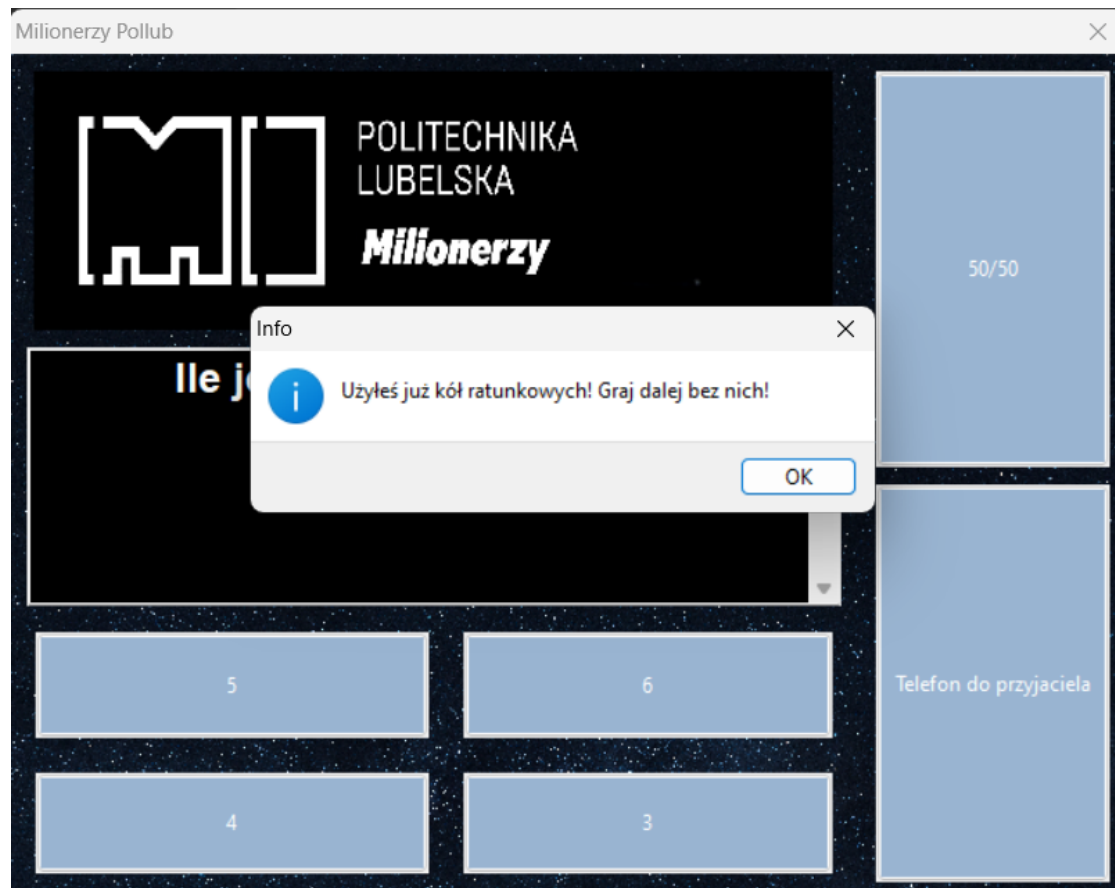 Milionerzy Pollub
POLITECHNIKA
LUBELSKA
Milionerzy
50/50
Info
Użyłeś już kół ratunkowych! Graj dalej bez nich!
OK
Ile
5
6
Telefon do przyjaciela
4
3